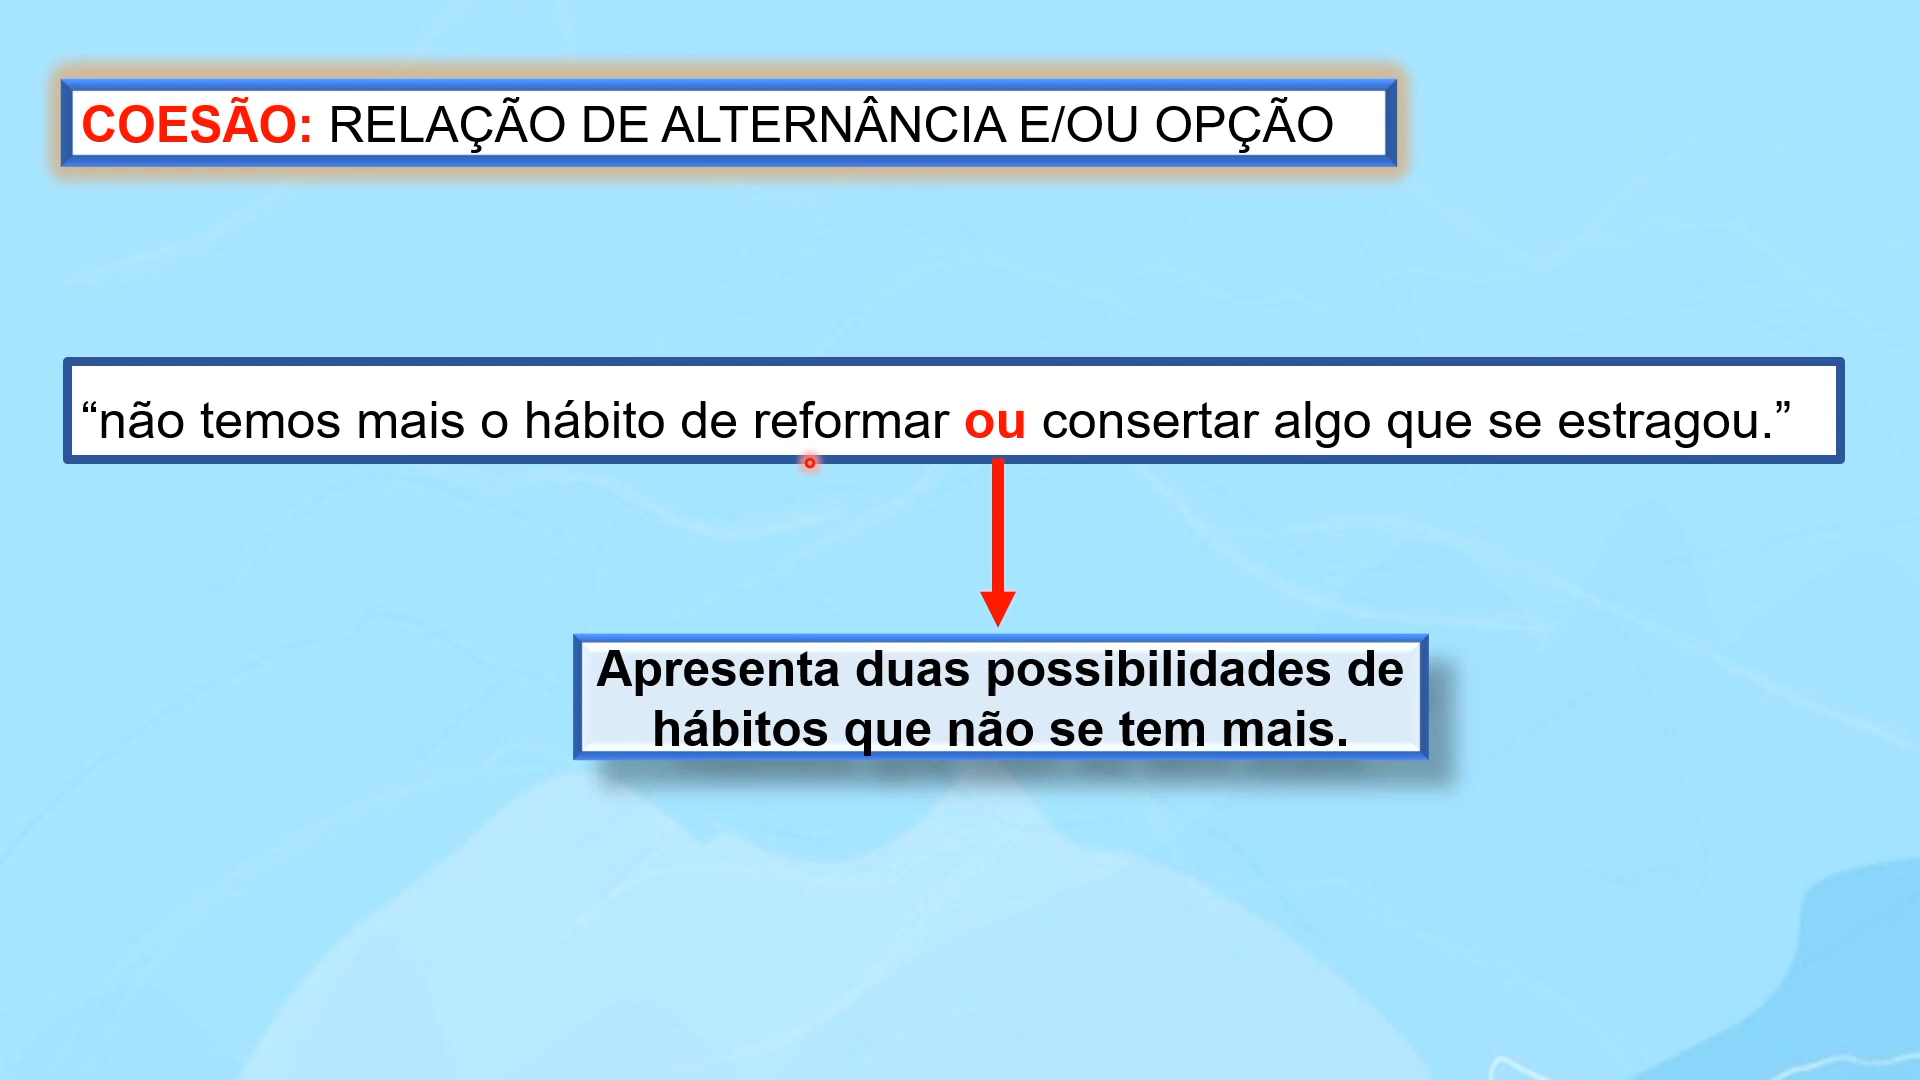 COESÃO: RELAÇÃO DE ALTERNÂNCIA E/OU OPÇÃO
“não temos mais o hábito de reformar ou consertar algo que se estragou.”
Apresenta duas possibilidades de
hábitos que não se tem mais.